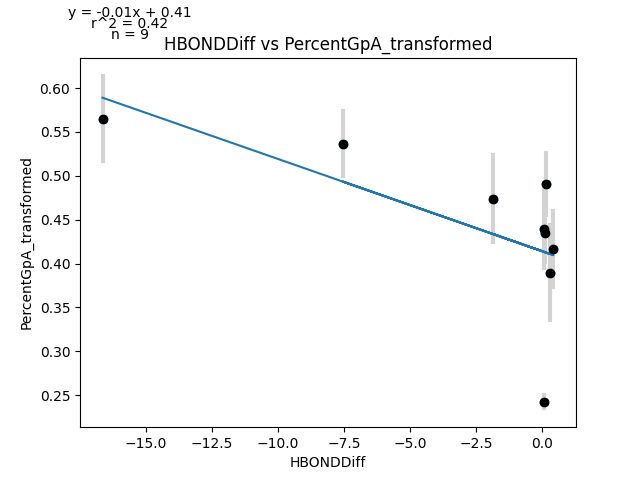 y = -0.01x + 0.41
r^2 = 0.42
n = 9
HBONDDiff vs PercentGpA_transformed
PercentGpA_transformed
0.60
0.55
0.50
0.45
0.40
0.35
0.30
0.25
−15.0 −12.5 −10.0 −7.5 −5.0 −2.5 0.0
HBONDDiff